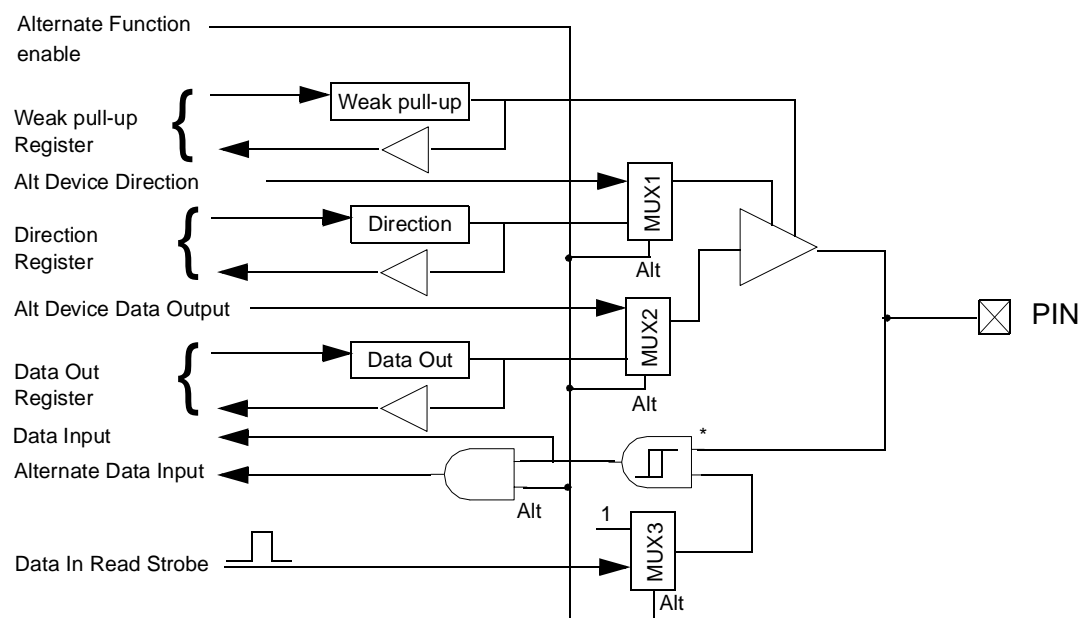 Alternate Function
enable
Weak pull-up
Weak pull-up
Register
Alt Device Direction
MUX1
Direction
Direction
Register
Alt
Alt Device Data Output
PIN
MUX2
Data Out
Data Out
Register
Alt
Data Input
*
Alternate Data Input
Alt
1
MUX3
Data In Read Strobe
Alt